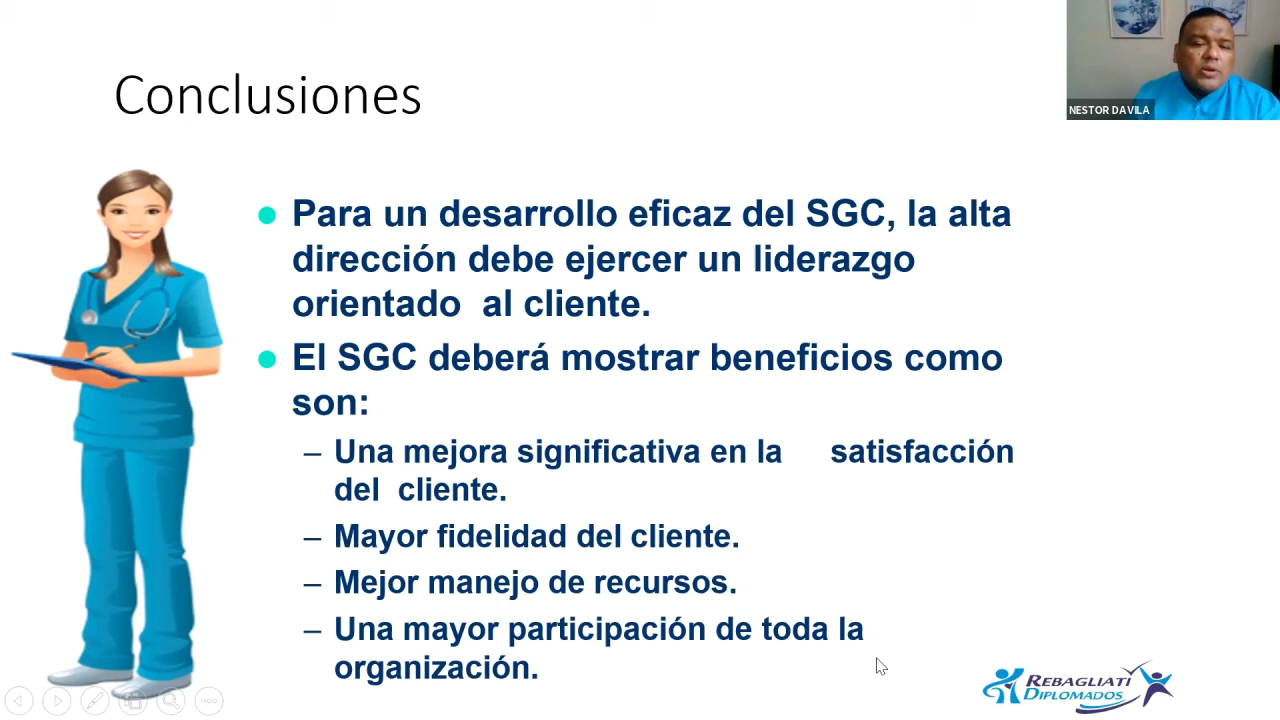 Conclusiones
NESTOR DAVILA
Para un desarrollo eficaz del SGC, la alta
dirección debe ejercer un liderazgo
orientado al cliente.
El SGC deberá mostrar beneficios como
son:
– Una mejora significativa en la satisfacción
del cliente.
– Mayor fidelidad del cliente.
– Mejor manejo de recursos.
– Una mayor participación de toda la
organización.
REBAGLIATI
DIPLOMADOS